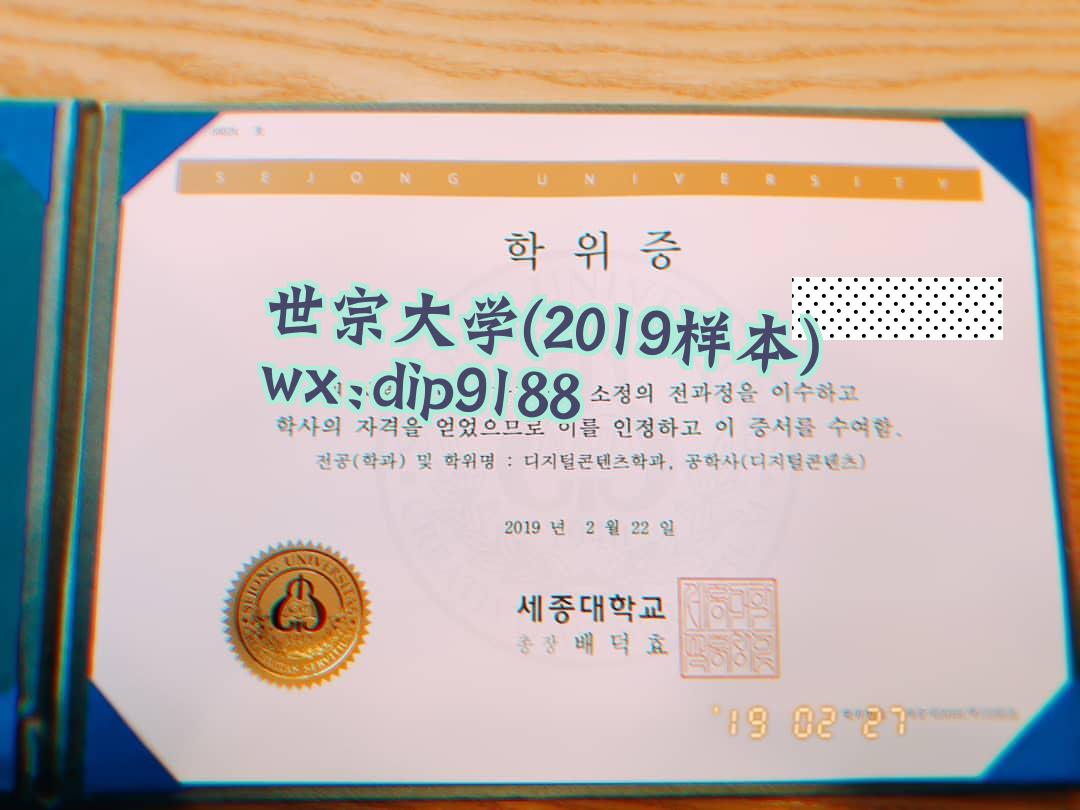 SEJONG UNIVERSITY
학위증
世宗大学(2019样本)
wx:dip9188
소정의 전과정을 이수하고
학사의 자격을 얻었으므로 이를 인정하고 이 증서를 수여함.
전공(학과) 및 학위명 : 디지털콘텐츠학과, 공학사(디지털콘텐츠)
2019 년 2 월 22 일
SEJONG UNIVERSITY
세종대학교
총장 배덕효
'19 02 27